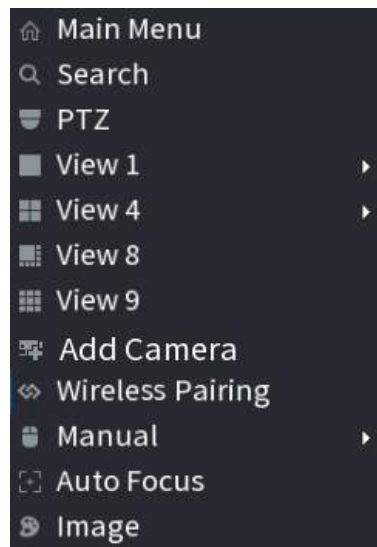 Main Menu
Search
PTZ
View 1
View 4
View 8
View 9
Add Camera
Wireless Pairing
Manual
Auto Focus
Image